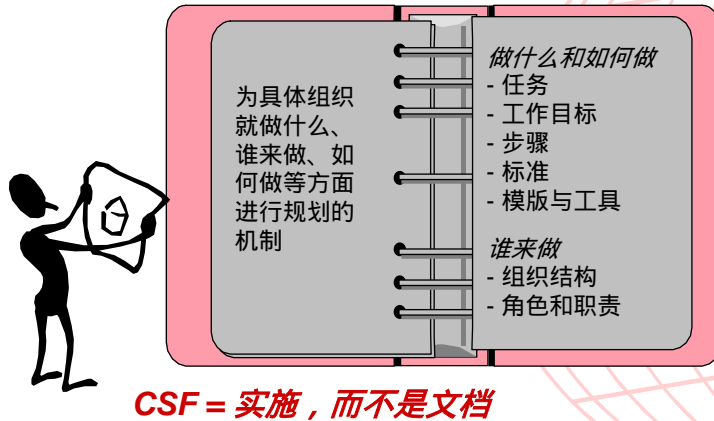 为具体组织
就做什么、
谁来做、如
何做等方面
进行规划的
机制
做什么和如何做
- 任务
- 工作目标
- 步骤
- 标准
- 模版与工具
谁来做
- 组织结构
- 角色和职责
CSF = 实施，而不是文档